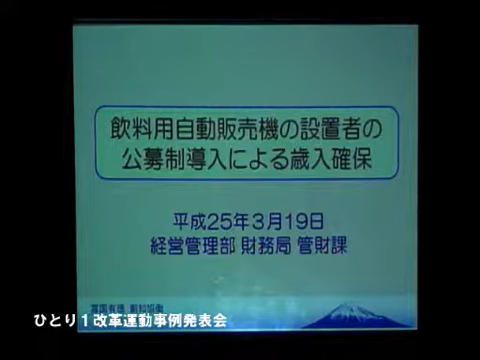 飲料用自動販売機の設置者の
公募制導入による歳入確保
平成25年3月19日
経営管理部 財務局 管財課
ひとり1改革運動事例発表会